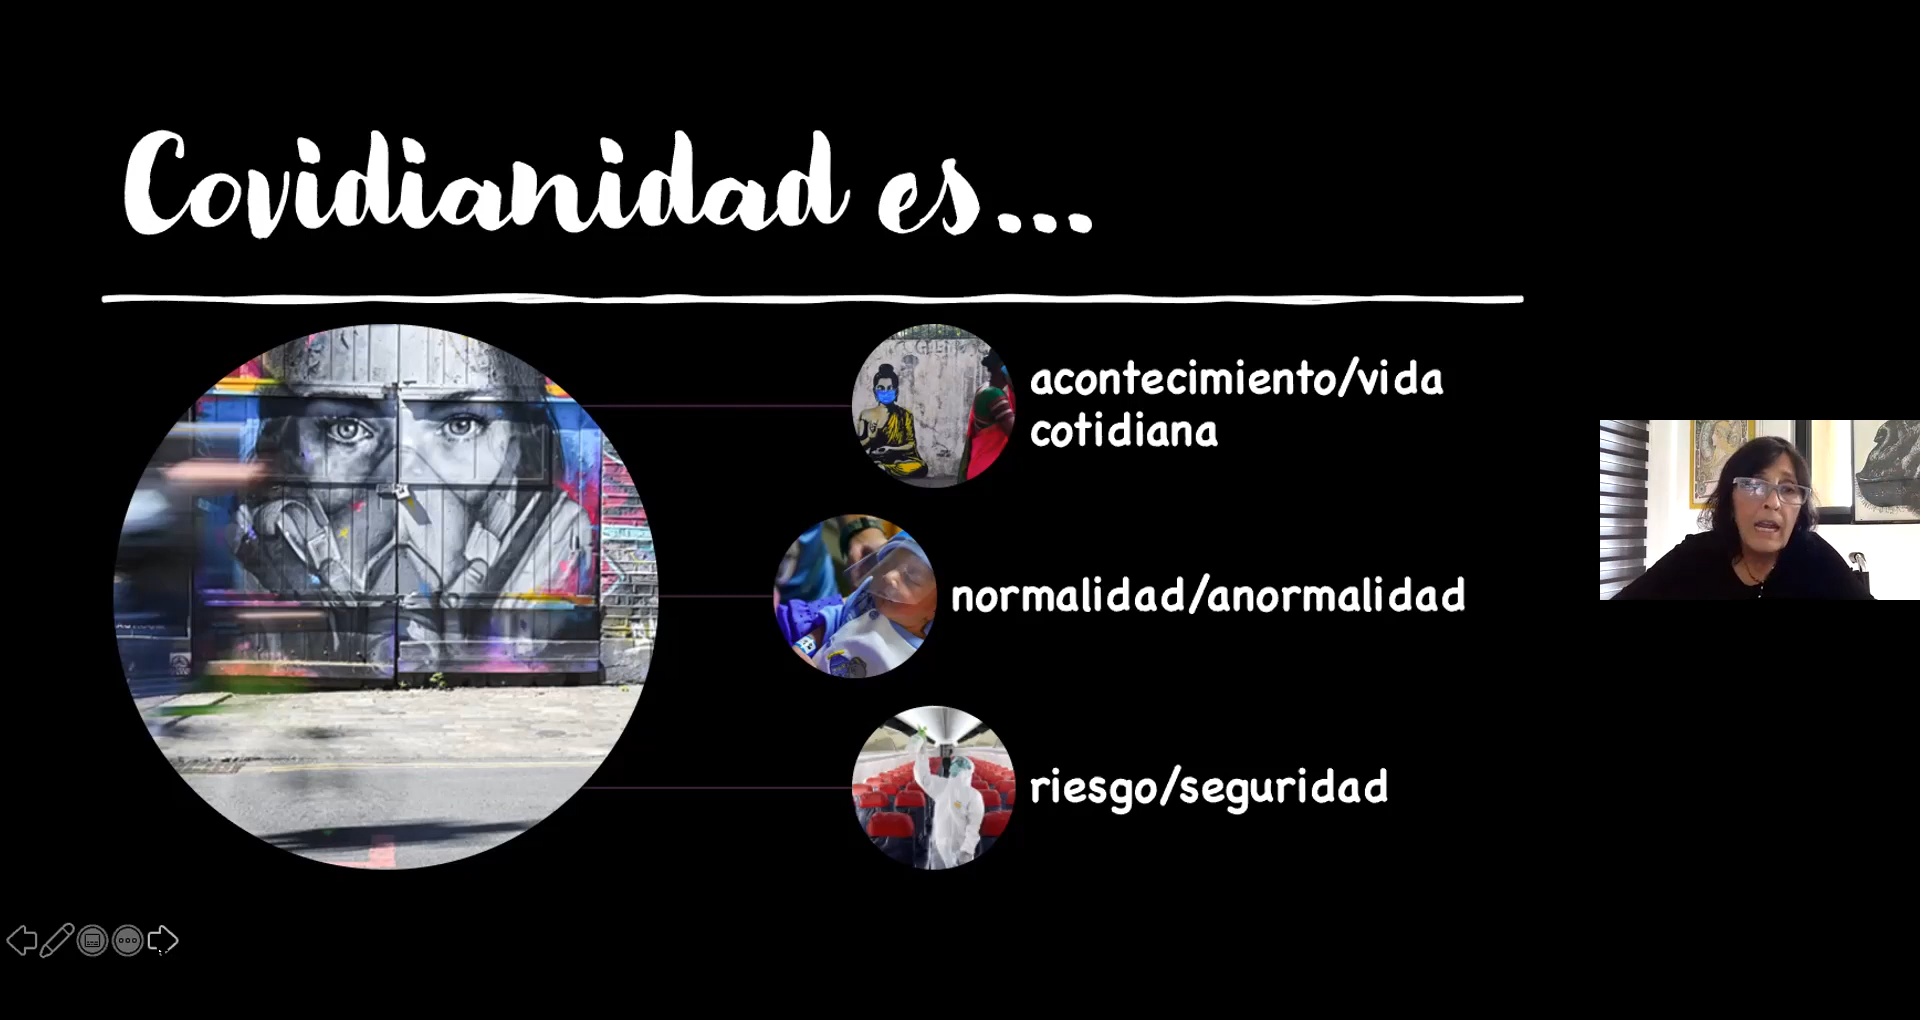 Covidianidad es...
acontecimiento/vida
cotidiana
normalidad/anormalidad
riesgo/seguridad